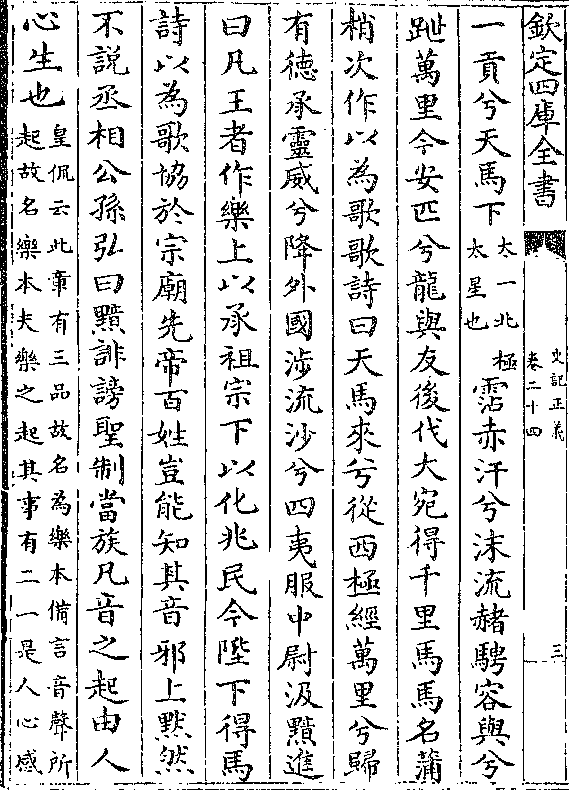 欽定四庫全書
史記正義
卷二十四
三
一貢兮天馬下太一北極太星也霑赤汗兮沫流赭騁容與兮
跇萬里今安匹兮龍與友後代大宛得千里馬馬名蒲
梢次作以為歌歌詩曰天馬來兮從西極經萬里兮歸
有徳承靈威兮降外國涉流沙兮四夷服中尉汲黯進
曰凡王者作樂上以承祖宗下以化兆民今陛下得馬
詩以為歌協於宗廟先帝百姓豈能知其音邪上黙然
不説丞相公孫弘曰黯誹謗聖制當族凡音之起由人
心生也皇侃云此章有三品故名為樂本備言音聲所
起故名樂本夫樂之起其事有二一是人心感